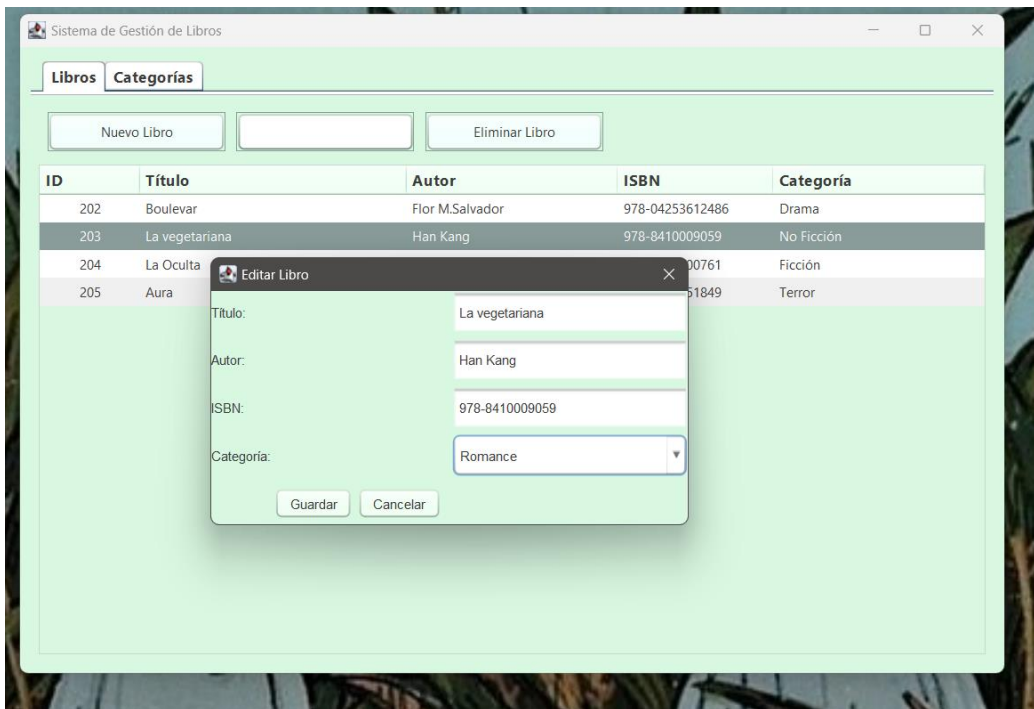 Sistema de Gestión de Libros
Libros Categorías
Nuevo Libro Eliminar Libro
ID Título Autor ISBN Categoría
202 Boulevar Flor M.Salvador 978-04253612486 Drama
203 La vegetariana Han Kang 978-8410009059 No Ficción
204 La Oculta 00761 Ficción
205 Aura 51849 Terror
Editar Libro
Título: La vegetariana
Autor: Han Kang
ISBN: 978-8410009059
Categoría: Romance
Guardar Cancelar